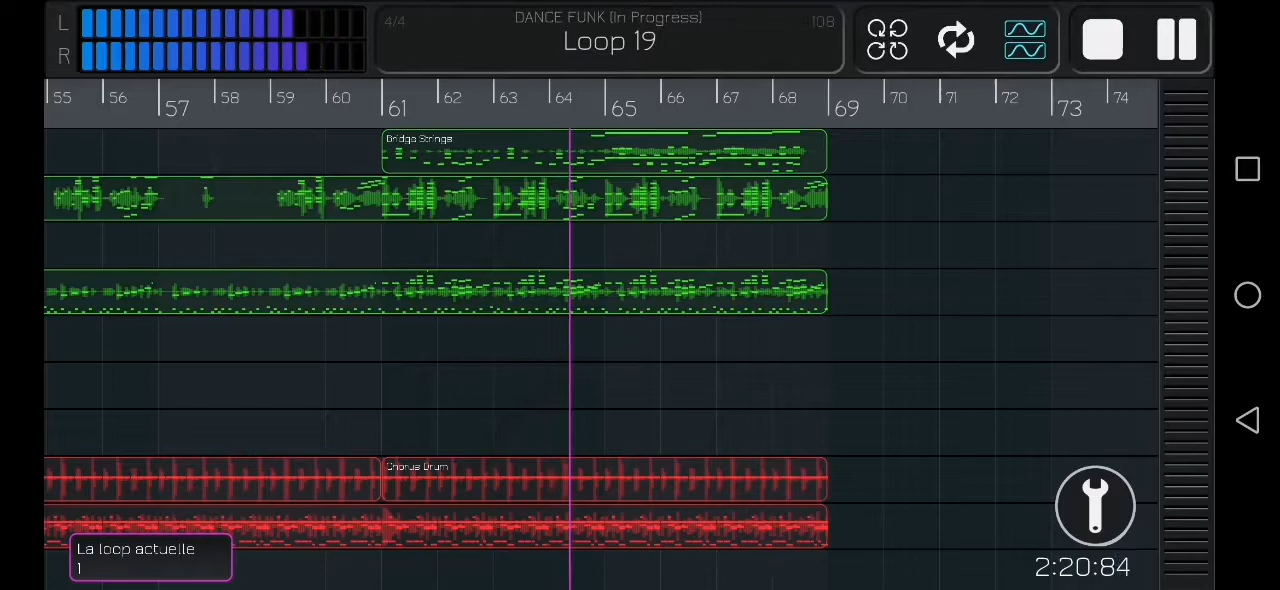 L
R
4/4
DANCE FUNK [In Progress]
108
Loop 19
55 56 57 58 59 60 61 62 63 64 65 66 67 68 69 70 71 72 73 74
Bridge Strings
Chorus Drum
La loop actuelle
1
2:20:84